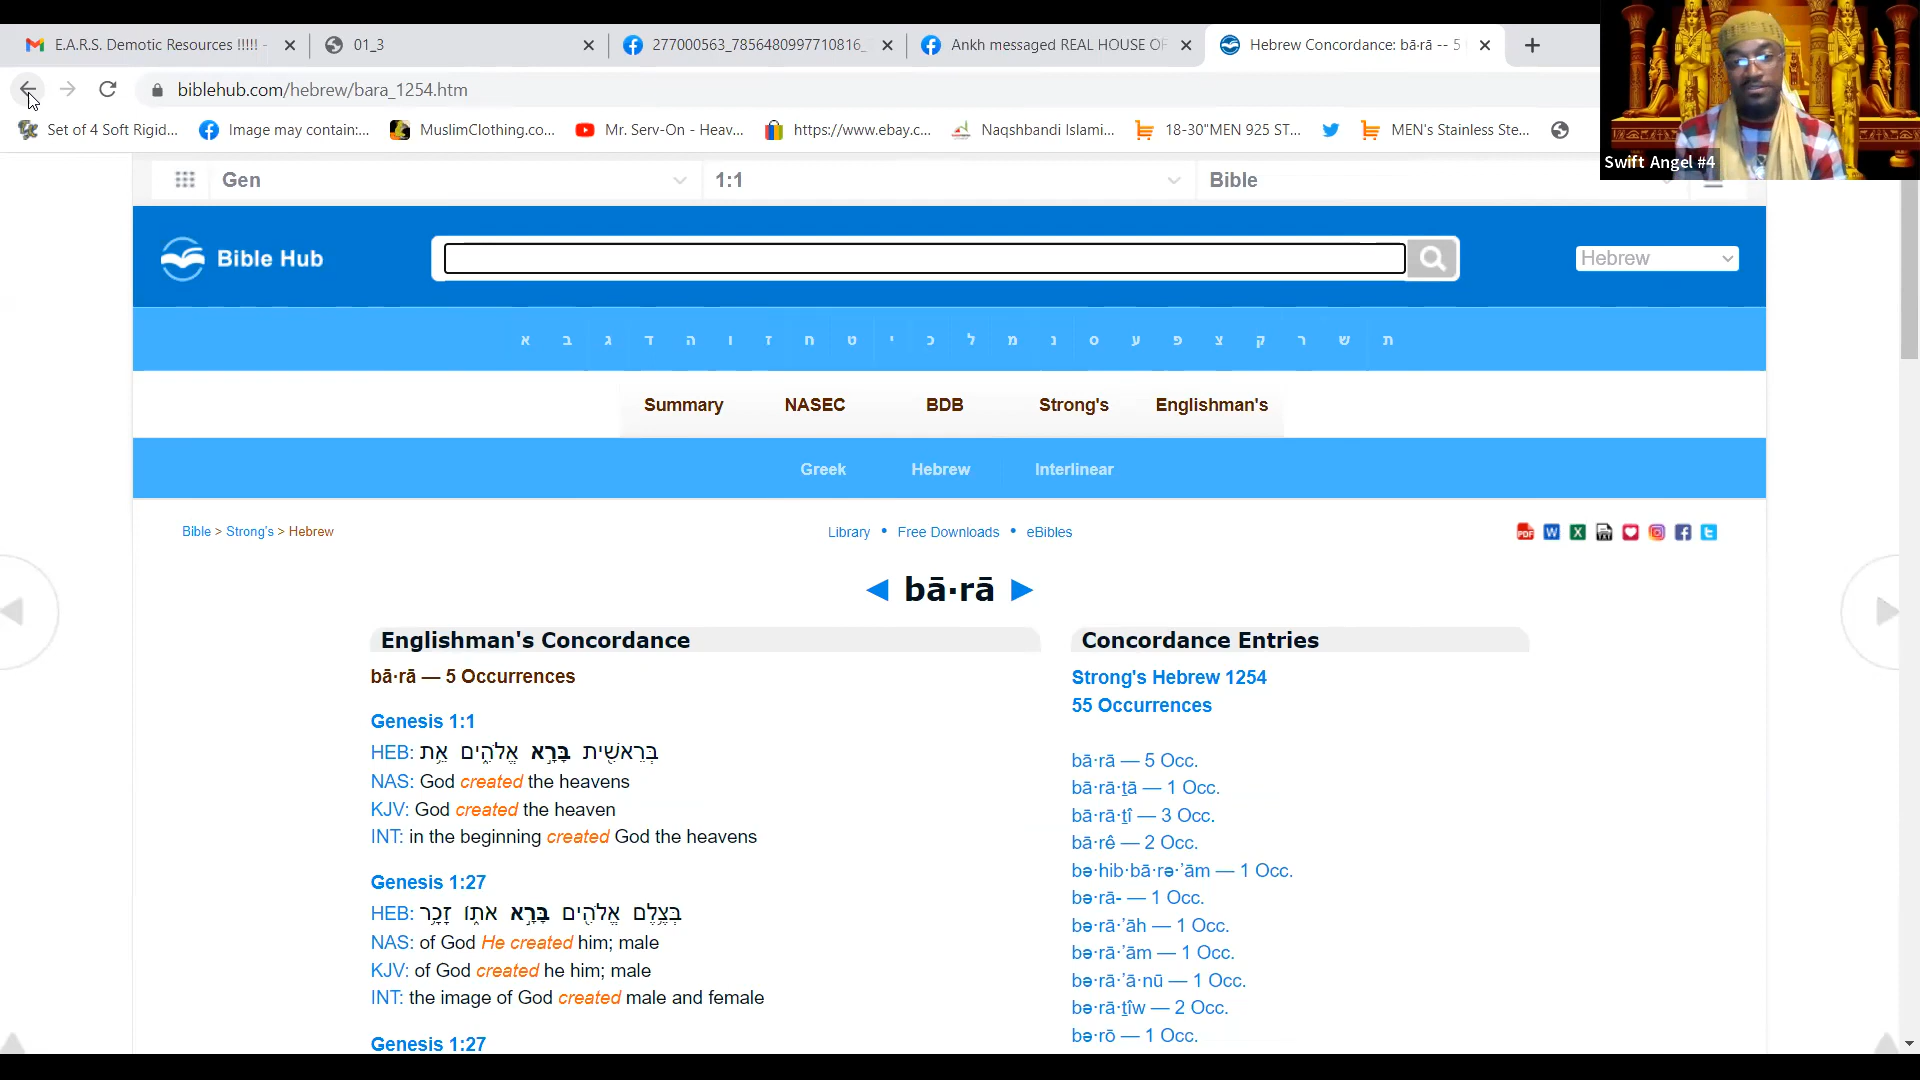 E.A.R.S. Demotic Resources !!!!! -
01_3
277000563_7856480997710816_
Ankh messaged REAL HOUSE OF
Hebrew Concordance: bā·rā -- 5
biblehub.com/hebrew/bara_1254.htm
Set of 4 Soft Rigid...
Image may contain:...
MuslimClothing.co...
Mr. Serv-On - Heav...
https://www.ebay.c...
Naqshbandi Islami...
18-30"MEN 925 ST...
MEN's Stainless Ste...
Swift Angel #4
Gen
1:1
Bible
Bible Hub
Hebrew
א ב ג ד ה ו ז ח ט י כ ל מ נ ס ע פ צ ק ר ש ת
Summary NASEC BDB Strong's Englishman's
Greek Hebrew Interlinear
Bible > Strong's > Hebrew
Library • Free Downloads • eBibles
◀ bā·rā ▶
Englishman's Concordance
bā·rā — 5 Occurrences
Genesis 1:1
HEB: בְּרֵאשִׁ֖ית בָּרָ֣א אֱלֹהִ֑ים אֵ֥ת
NAS: God created the heavens
KJV: God created the heaven
INT: in the beginning created God the heavens
Genesis 1:27
HEB: בְּצֶ֥לֶם אֱלֹהִ֖ים בָּרָ֣א אֹת֑וֹ זָכָ֥ר
NAS: of God He created him; male
KJV: of God created he him; male
INT: the image of God created male and female
Genesis 1:27
Concordance Entries
Strong's Hebrew 1254
55 Occurrences
bā·rā — 5 Occ.
bā·rā·ṯā — 1 Occ.
bā·rā·ṯî — 3 Occ.
bā·rê — 2 Occ.
bə·hib·bā·rə·’ām — 1 Occ.
bə·rā- — 1 Occ.
bə·rā·’āh — 1 Occ.
bə·rā·’ām — 1 Occ.
bə·rā·’ā·nū — 1 Occ.
bə·rā·ṯîw — 2 Occ.
bə·rō — 1 Occ.